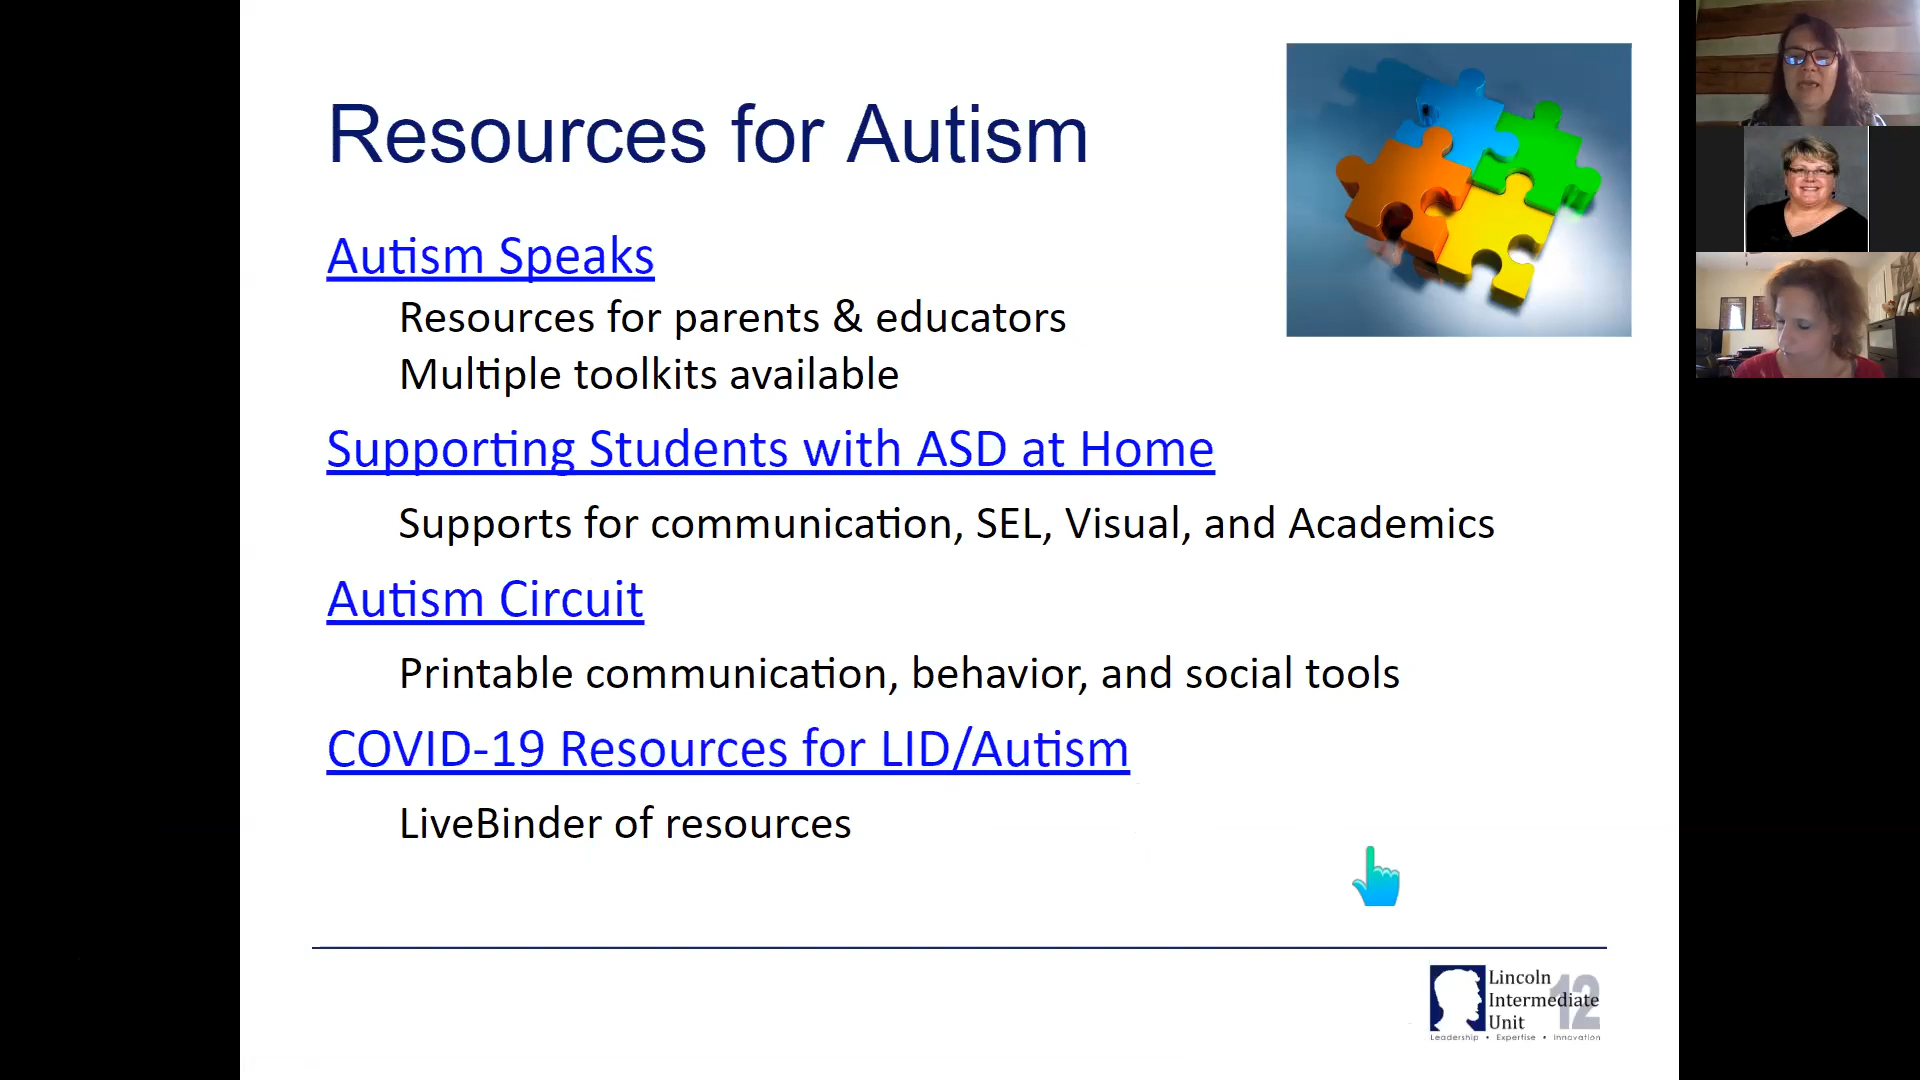 Resources for Autism
Autism Speaks
Resources for parents & educators
Multiple toolkits available
Supporting Students with ASD at Home
Supports for communication, SEL, Visual, and Academics
Autism Circuit
Printable communication, behavior, and social tools
COVID-19 Resources for LID/Autism
LiveBinder of resources
Lincoln
Intermediate
Unit
12
Leadership • Expertise • Innovation